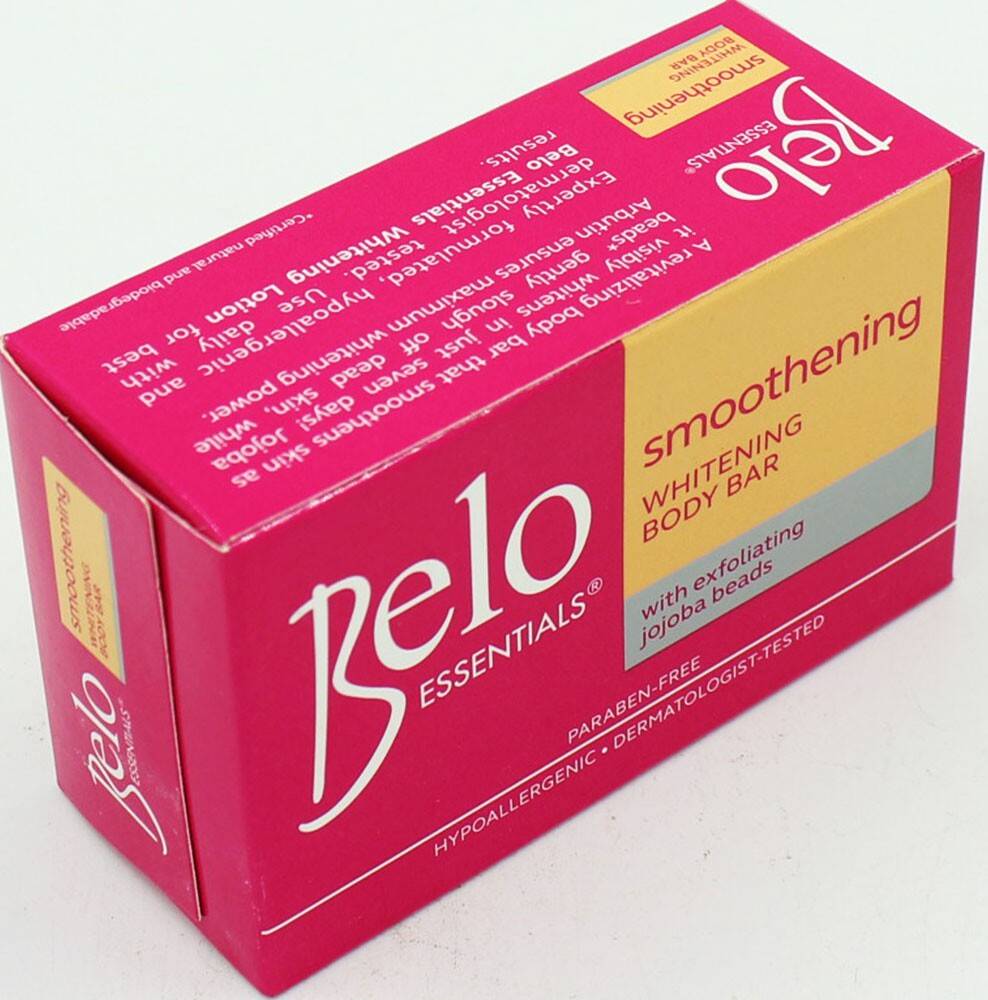 Belo
ESSENTIALS®
smoothening
WHITENING
BODY BAR
with exfoliating
jojoba beads
PARABEN-FREE
HYPOALLERGENIC • DERMATOLOGIST-TESTED
Belo
ESSENTIALS®
smoothening
WHITENING
BODY BAR
A revitalizing body bar that smoothens skin as
it visibly whitens in just seven days! Jojoba
beads* gently slough off dead skin, while
Arbutin ensures maximum whitening power.
Expertly formulated, hypoallergenic and
dermatologist tested. Use daily with
Belo Essentials Whitening Lotion for best
results.
*Certified natural and biodegradable
smoothening
WHITENING
BODY BAR
Belo
ESSENTIALS®